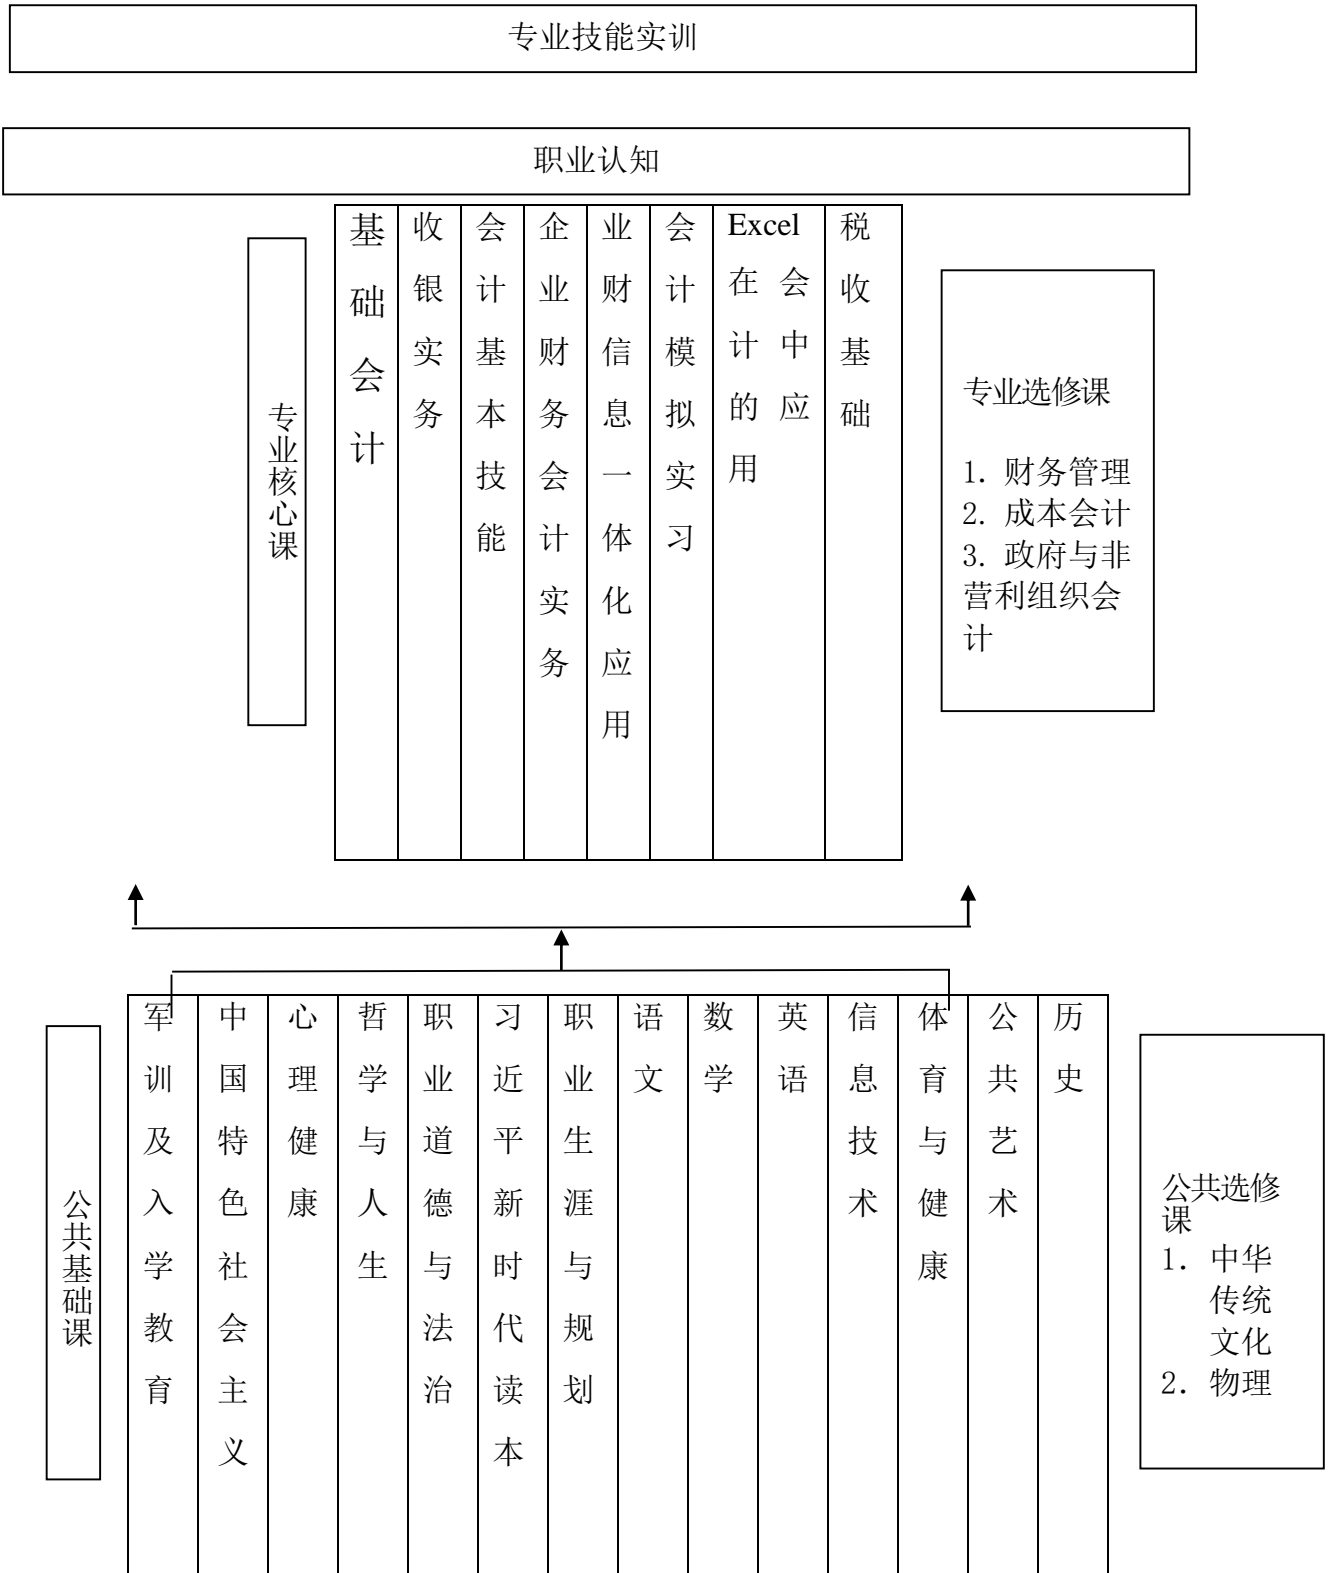 专业技能实训
职业认知
专业核心课
基础会计
收银实务
会计基本技能
企业财务会计实务
业财信息一体化应用
会计模拟实习
Excel
在会
计中
的应
用
税收基础
专业选修课
1. 财务管理
2. 成本会计
3. 政府与非
营利组织会
计
公共基础课
军训及入学教育
中国特色社会主义
心理健康
哲学与人生
职业道德与法治
习近平新时代读本
职业生涯与规划
语文
数学
英语
信息技术
体育与健康
公共艺术
历史
公共选修
课
1. 中华
传统
文化
2. 物理